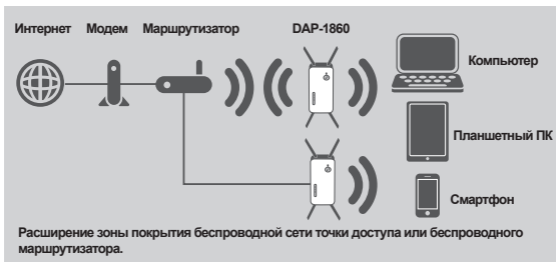 Интернет Модем Маршрутизатор DAP-1860
Компьютер
Планшетный ПК
Смартфон
Расширение зоны покрытия беспроводной сети точки доступа или беспроводного
маршрутизатора.